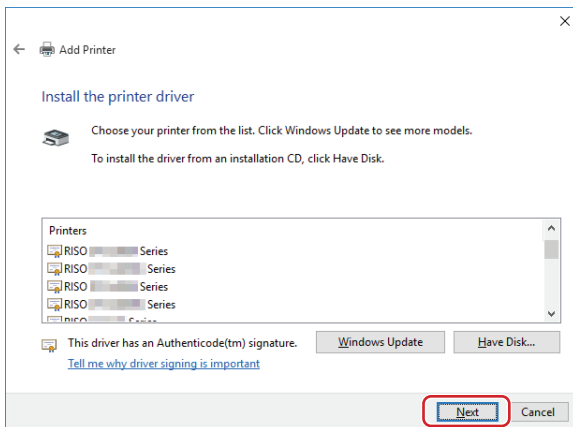 Add Printer
Install the printer driver
Choose your printer from the list. Click Windows Update to see more models.
To install the driver from an installation CD, click Have Disk.
Printers
RISO Series
RISO Series
RISO Series
RISO Series
RISO Series
This driver has an Authenticode(tm) signature.
Windows Update
Have Disk...
Tell me why driver signing is important
Next
Cancel